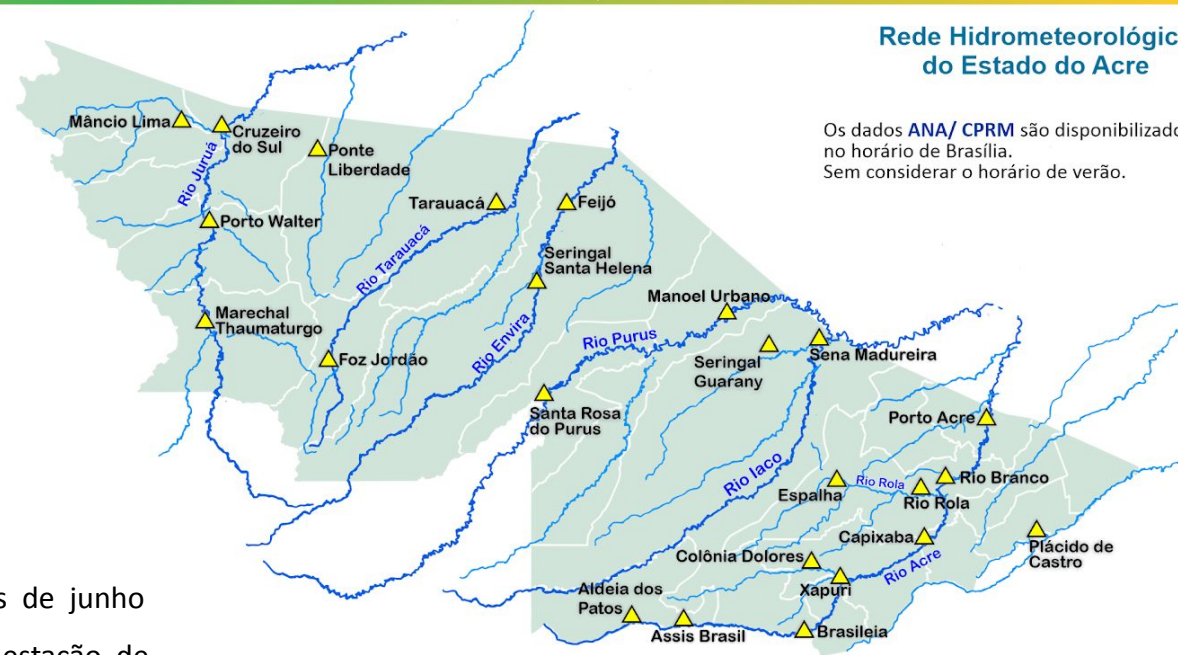 Rede Hidrometeorológic
do Estado do Acre
Os dados ANA/ CPRM são disponibilizado
no horário de Brasília.
Sem considerar o horário de verão.
Mâncio Lima
Cruzeiro
do Sul
Ponte
Liberdade
Rio Juruá
Porto Walter
Tarauacá
Feijó
Rio Tarauacá
Seringal
Santa Helena
Marechal
Thaumaturgo
Foz Jordão
Rio Envira
Manoel Urbano
Rio Purus
Seringal
Guarany
Sena Madureira
Santa Rosa
do Purus
Porto Acre
Rio Iaco
Espalha
Rio Rola
Rio Branco
Rio Rola
Capixaba
Plácido de
Castro
Colônia Dolores
Rio Acre
Xapuri
Aldeia dos
Patos
Assis Brasil
Brasileia
s de junho
estação de